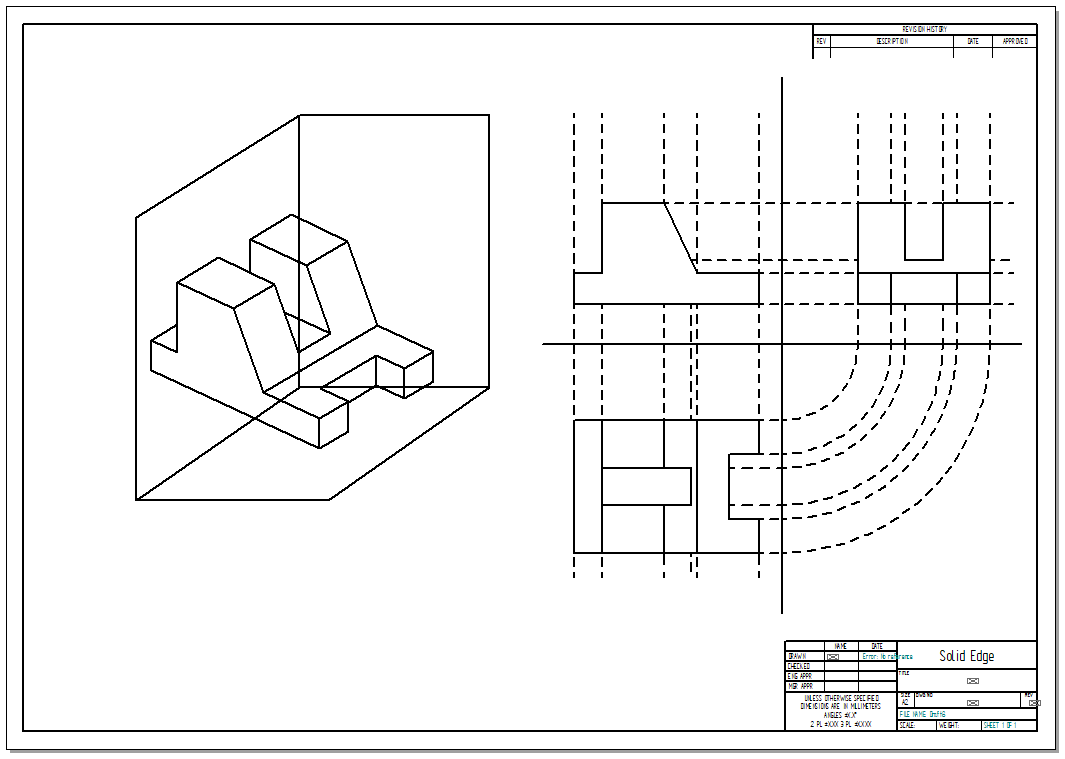 REVISION HISTORY
REV DESCRIPTION DATE APPROVED
NAME DATE
DRAWN Error: No reference
CHECKED
ENG APPR
MGR APPR
Solid Edge
TITLE
UNLESS OTHERWISE SPECIFIED
DIMENSIONS ARE IN MILLIMETERS
ANGLES ±X.X°
2 PL ±X.XX 3 PL ±X.XXX
SIZE DWG NO REV
A2
FILE NAME: Draft8
SCALE: WEIGHT: SHEET 1 OF 1